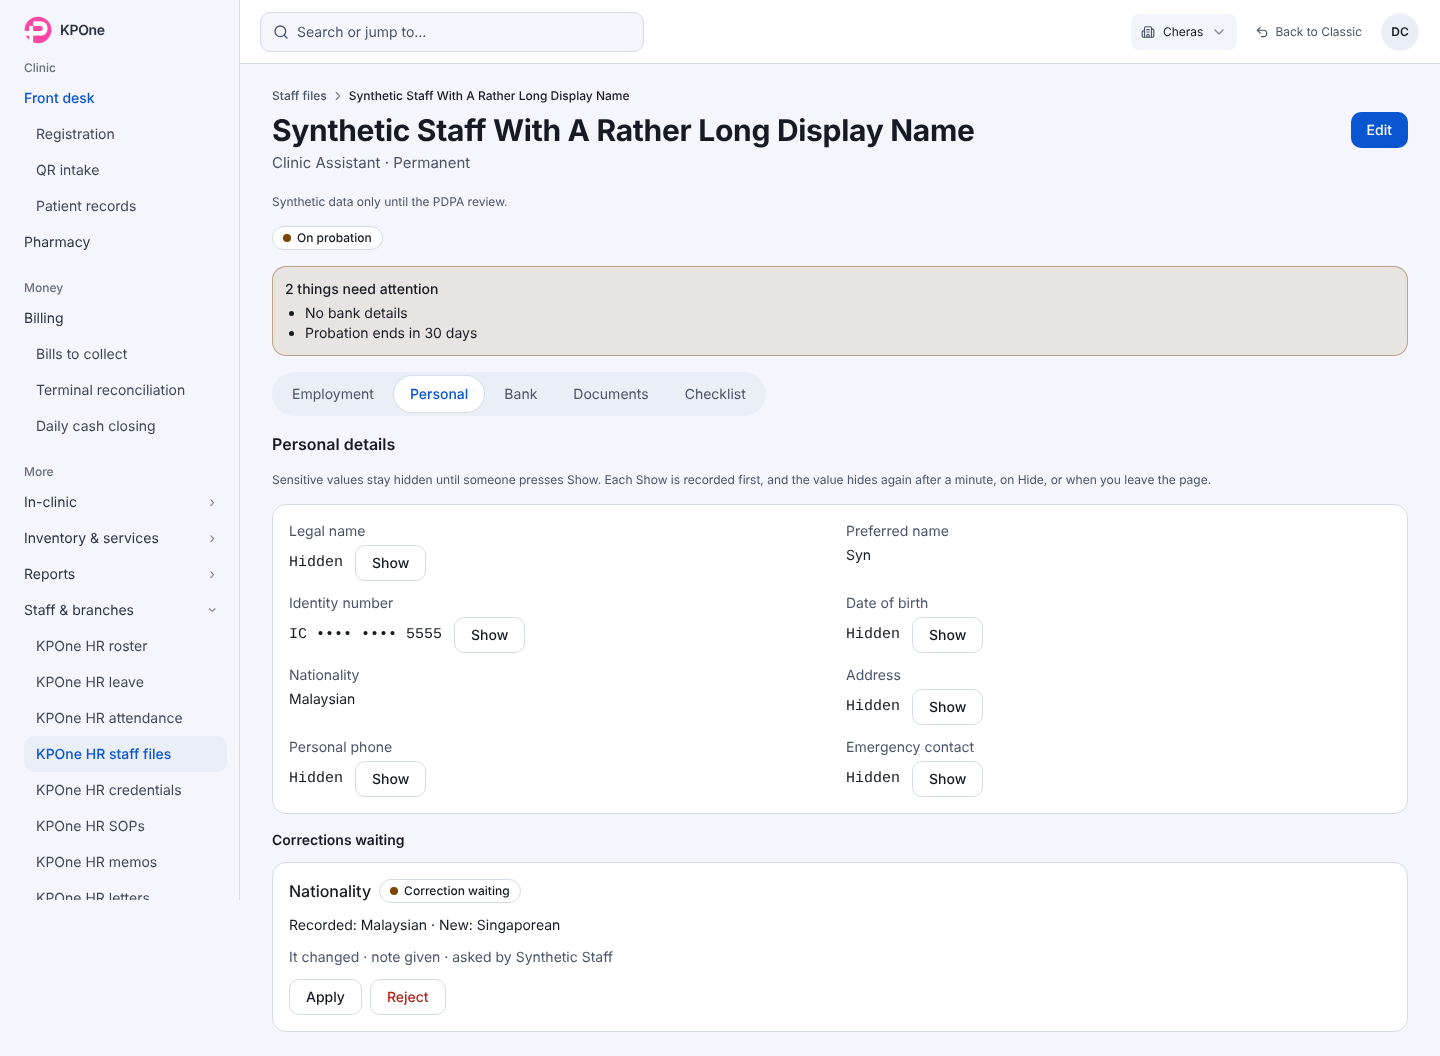 KPOne
Search or jump to...
Cheras
Back to Classic
DC
Clinic
Front desk
Registration
QR intake
Patient records
Pharmacy
Money
Billing
Bills to collect
Terminal reconciliation
Daily cash closing
More
In-clinic
Inventory & services
Reports
Staff & branches
KPOne HR roster
KPOne HR leave
KPOne HR attendance
KPOne HR staff files
KPOne HR credentials
KPOne HR SOPs
KPOne HR memos
KPOne HR letters
Staff files > Synthetic Staff With A Rather Long Display Name
Synthetic Staff With A Rather Long Display Name
Edit
Clinic Assistant · Permanent
Synthetic data only until the PDPA review.
On probation
2 things need attention
• No bank details
• Probation ends in 30 days
Employment Personal Bank Documents Checklist
Personal details
Sensitive values stay hidden until someone presses Show. Each Show is recorded first, and the value hides again after a minute, on Hide, or when you leave the page.
Legal name
Hidden Show
Preferred name
Syn
Identity number
IC •••• •••• 5555 Show
Date of birth
Hidden Show
Nationality
Malaysian
Address
Hidden Show
Personal phone
Hidden Show
Emergency contact
Hidden Show
Corrections waiting
Nationality Correction waiting
Recorded: Malaysian · New: Singaporean
It changed · note given · asked by Synthetic Staff
Apply Reject